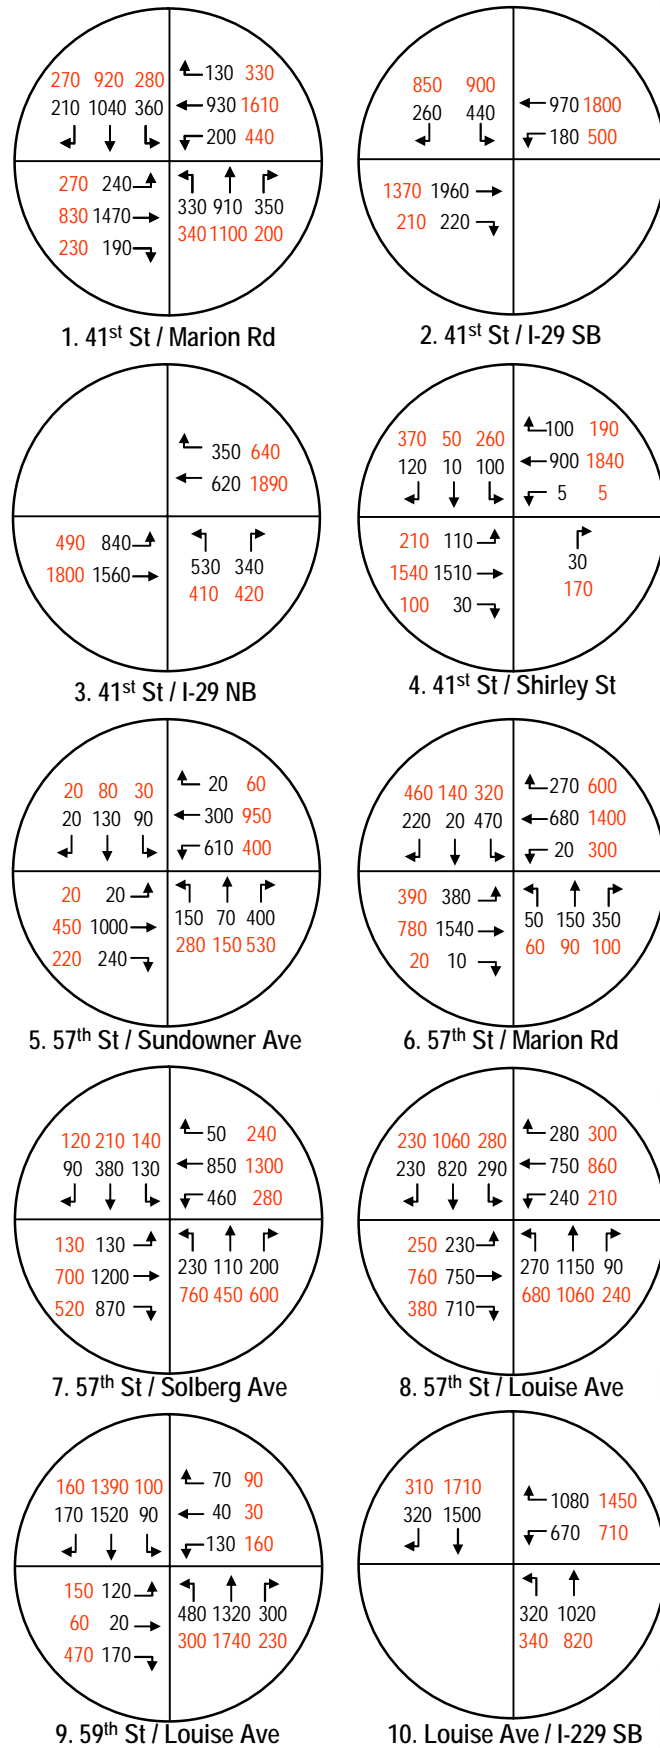 270 920 280
210 1040 360
130 330
930 1610
200 440
270 240
830 1470
230 190
330 910 350
340 1100 200
1. 41st St / Marion Rd
850 900
260 440
970 1800
180 500
1370 1960
210 220
2. 41st St / I-29 SB
350 640
620 1890
490 840
1800 1560
530 340
410 420
3. 41st St / I-29 NB
370 50 260
120 10 100
100 190
900 1840
5 5
210 110
1540 1510
100 30
30
170
4. 41st St / Shirley St
20 80 30
20 130 90
20 60
300 950
610 400
20 20
450 1000
220 240
150 70 400
280 150 530
5. 57th St / Sundowner Ave
460 140 320
220 20 470
270 600
680 1400
20 300
390 380
780 1540
20 10
50 150 350
60 90 100
6. 57th St / Marion Rd
120 210 140
90 380 130
50 240
850 1300
460 280
130 130
700 1200
520 870
230 110 200
760 450 600
7. 57th St / Solberg Ave
230 1060 280
230 820 290
280 300
750 860
240 210
250 230
760 750
380 710
270 1150 90
680 1060 240
8. 57th St / Louise Ave
160 1390 100
170 1520 90
70 90
40 30
130 160
150 120
60 20
470 170
480 1320 300
300 1740 230
9. 59th St / Louise Ave
310 1710
320 1500
1080 1450
670 710
320 1020
340 820
10. Louise Ave / I-229 SB